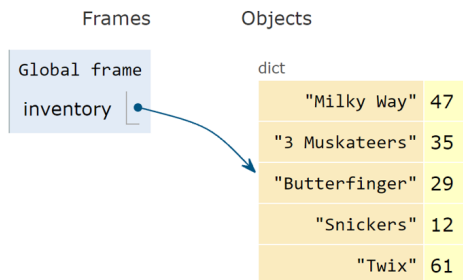 Frames Objects
Global frame
inventory
dict
"Milky Way" 47
"3 Muskateers" 35
"Butterfinger" 29
"Snickers" 12
"Twix" 61